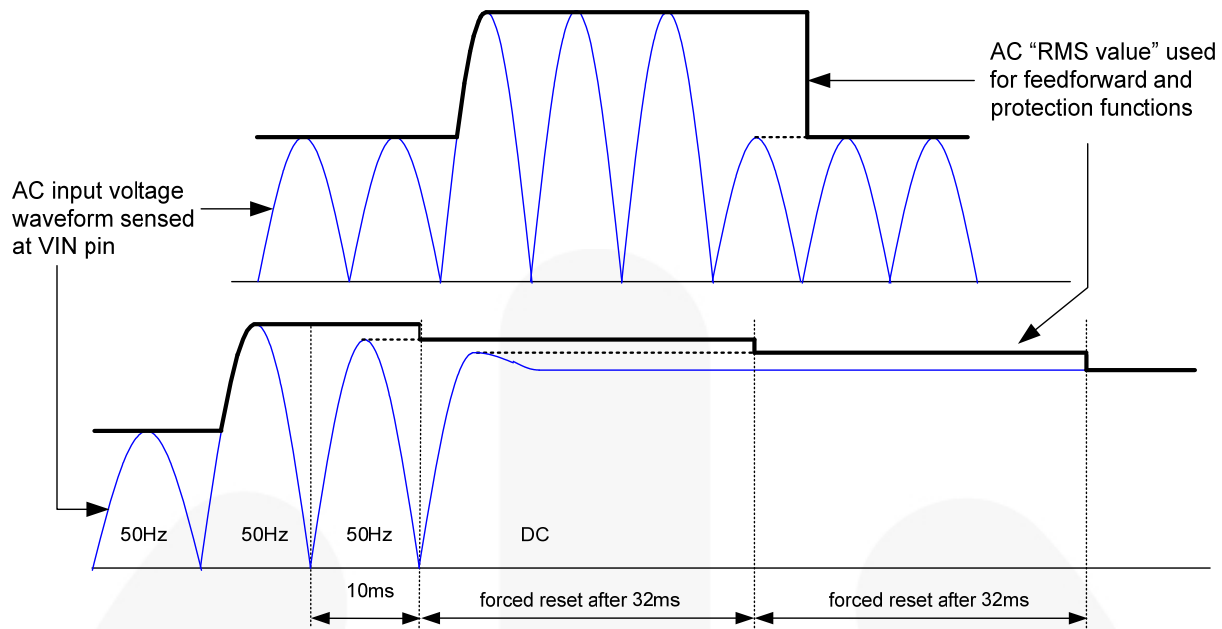 AC “RMS value” used
for feedforward and
protection functions
AC input voltage
waveform sensed
at VIN pin
50Hz
50Hz
50Hz
DC
10ms
forced reset after 32ms
forced reset after 32ms